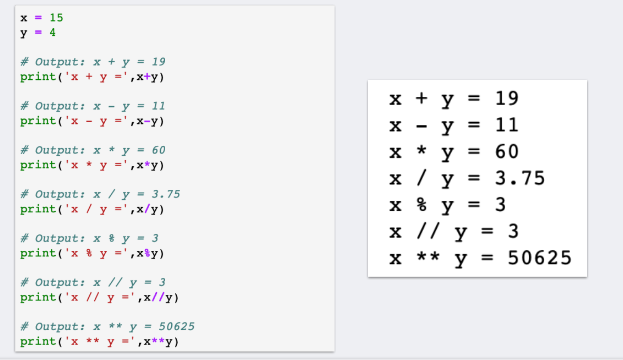 x = 15
y = 4
# Output: x + y = 19
print('x + y =',x+y)
# Output: x - y = 11
print('x - y =',x-y)
# Output: x * y = 60
print('x * y =',x*y)
# Output: x / y = 3.75
print('x / y =',x/y)
# Output: x % y = 3
print('x % y =',x%y)
# Output: x // y = 3
print('x // y =',x//y)
# Output: x ** y = 50625
print('x ** y =',x**y)
x + y = 19
x - y = 11
x * y = 60
x / y = 3.75
x % y = 3
x // y = 3
x ** y = 50625